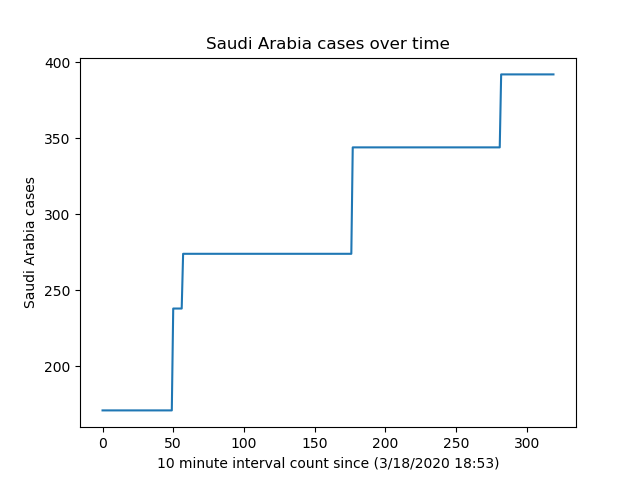 Saudi Arabia cases over time
400
350
300
250
200
Saudi Arabia cases
0 50 100 150 200 250 300
10 minute interval count since (3/18/2020 18:53)